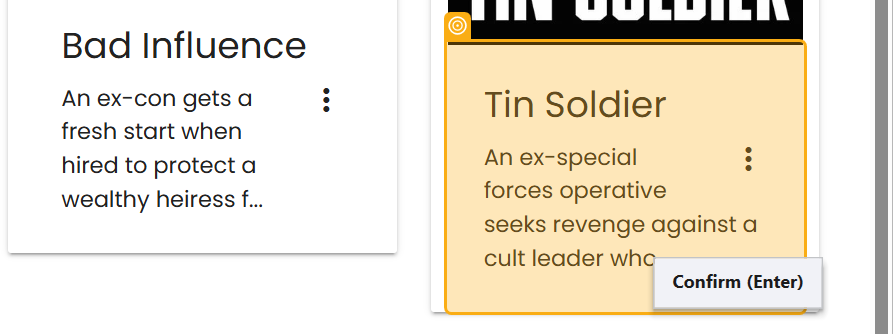 Bad Influence
An ex-con gets a
fresh start when
hired to protect a
wealthy heiress f...
TIN SOLDIER
Tin Soldier
An ex-special
forces operative
seeks revenge against a
cult leader who
Confirm (Enter)